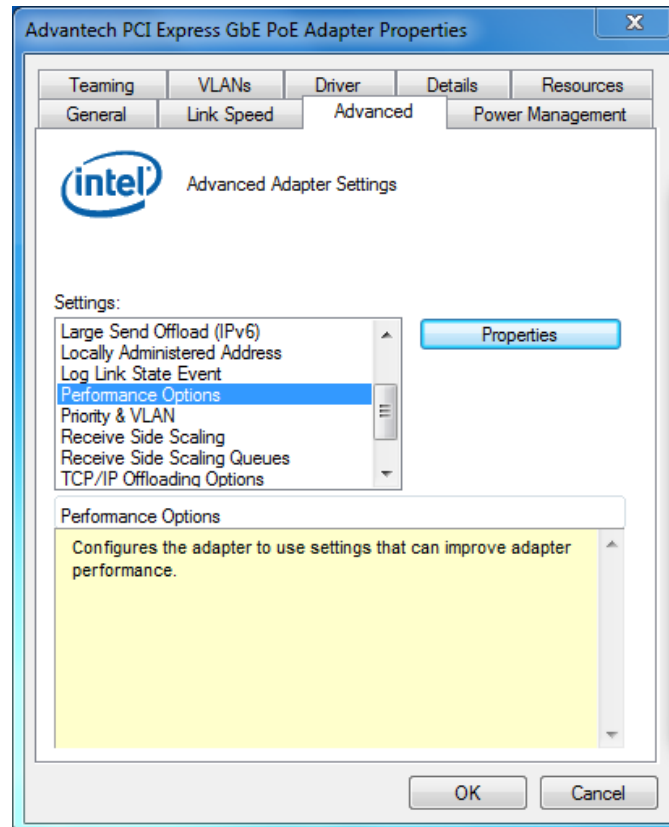 Advantech PCI Express GbE PoE Adapter Properties
Teaming VLANs Driver Details Resources
General Link Speed Advanced Power Management
intel Advanced Adapter Settings
Settings:
Large Send Offload (IPv6)
Locally Administered Address
Log Link State Event
Performance Options
Priority & VLAN
Receive Side Scaling
Receive Side Scaling Queues
TCP/IP Offloading Options
Properties
Performance Options
Configures the adapter to use settings that can improve adapter
performance.
OK Cancel